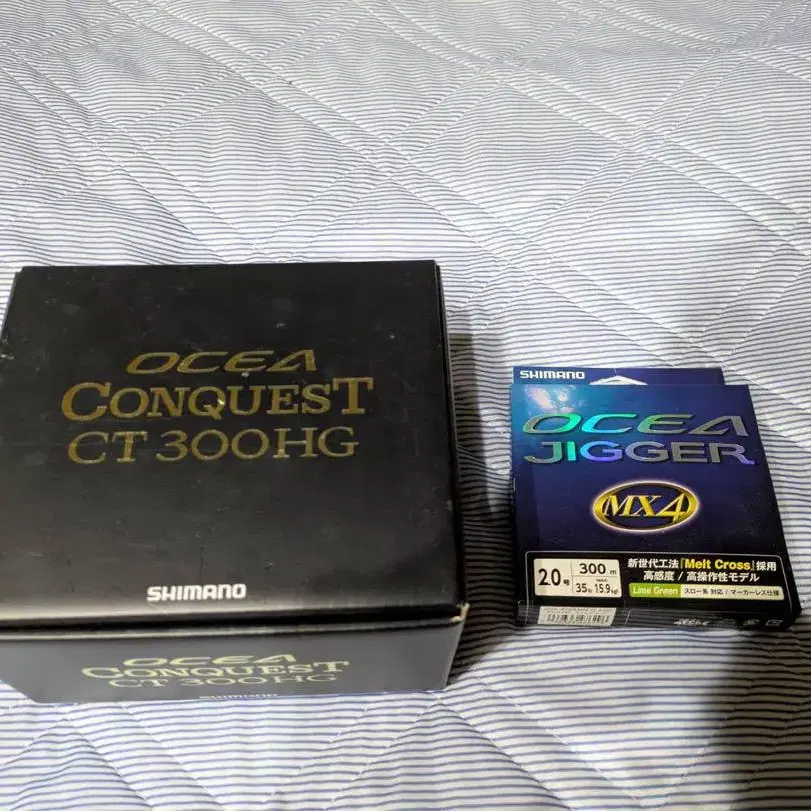 OCEA
CONQUEST
CT 300HG
SHIMANO
OCEA
CONQUEST
CT 300HG
SHIMANO
SHIMANO
OCEA
JIGGER
MX4
新世代工法『Melt Cross』採用
高感度 / 高操作性モデル
2.0号 300m
35lb 15.9kgf
Lime Green スロー系 対応 / マーカーレス仕様